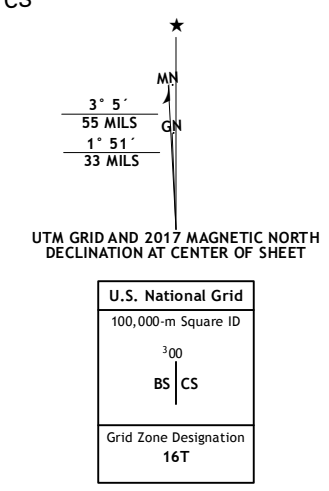 CS
★
MN
3° 5´
55 MILS
GN
1° 51´
33 MILS
UTM GRID AND 2017 MAGNETIC NORTH
DECLINATION AT CENTER OF SHEET
U.S. National Grid
100,000-m Square ID
³00
BS CS
Grid Zone Designation
16T